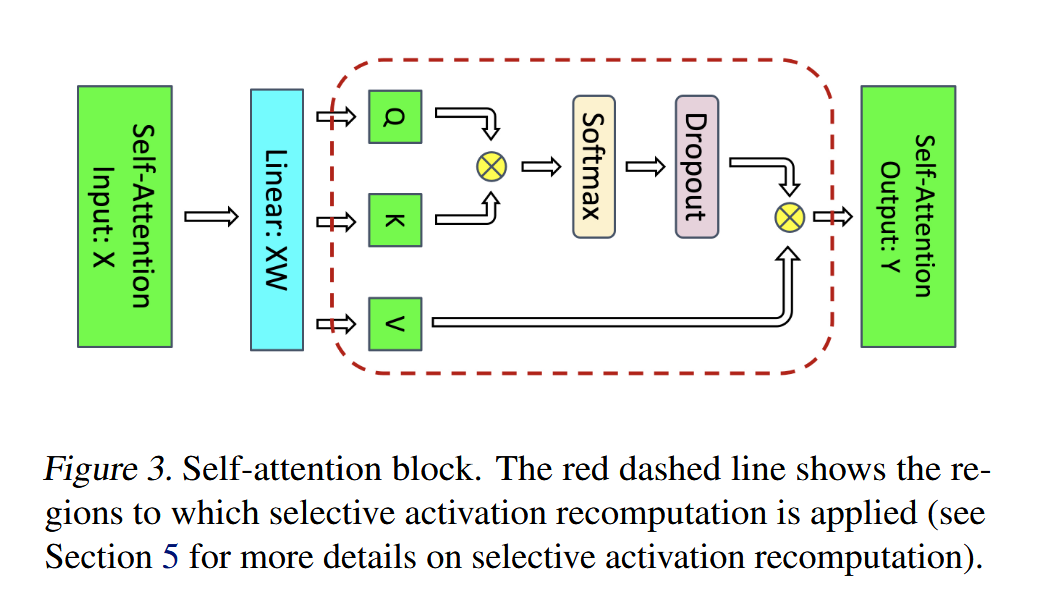 Self-Attention
Input: X
Linear: XW
Q
K
V
Softmax
Dropout
Self-Attention
Output: Y
Figure 3. Self-attention block. The red dashed line shows the re-
gions to which selective activation recomputation is applied (see
Section 5 for more details on selective activation recomputation).